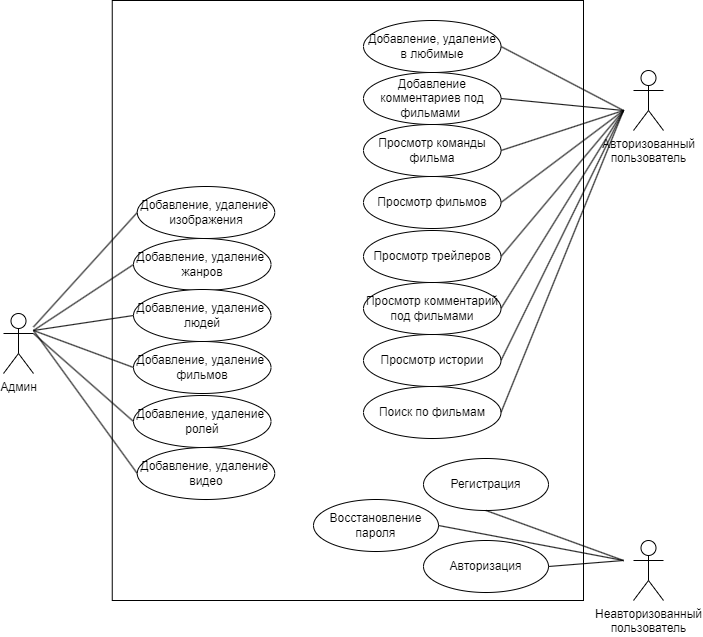 Добавление, удаление
в любимые
Добавление
комментариев под
фильмами
Просмотр команды
фильма
Просмотр фильмов
Просмотр трейлеров
Просмотр комментарий
под фильмами
Просмотр истории
Поиск по фильмам
Авторизованный
пользователь
Добавление, удаление
изображения
Добавление, удаление
жанров
Добавление, удаление
людей
Добавление, удаление
фильмов
Добавление, удаление
ролей
Добавление, удаление
видео
Админ
Регистрация
Восстановление
пароля
Авторизация
Неавторизованный
пользователь